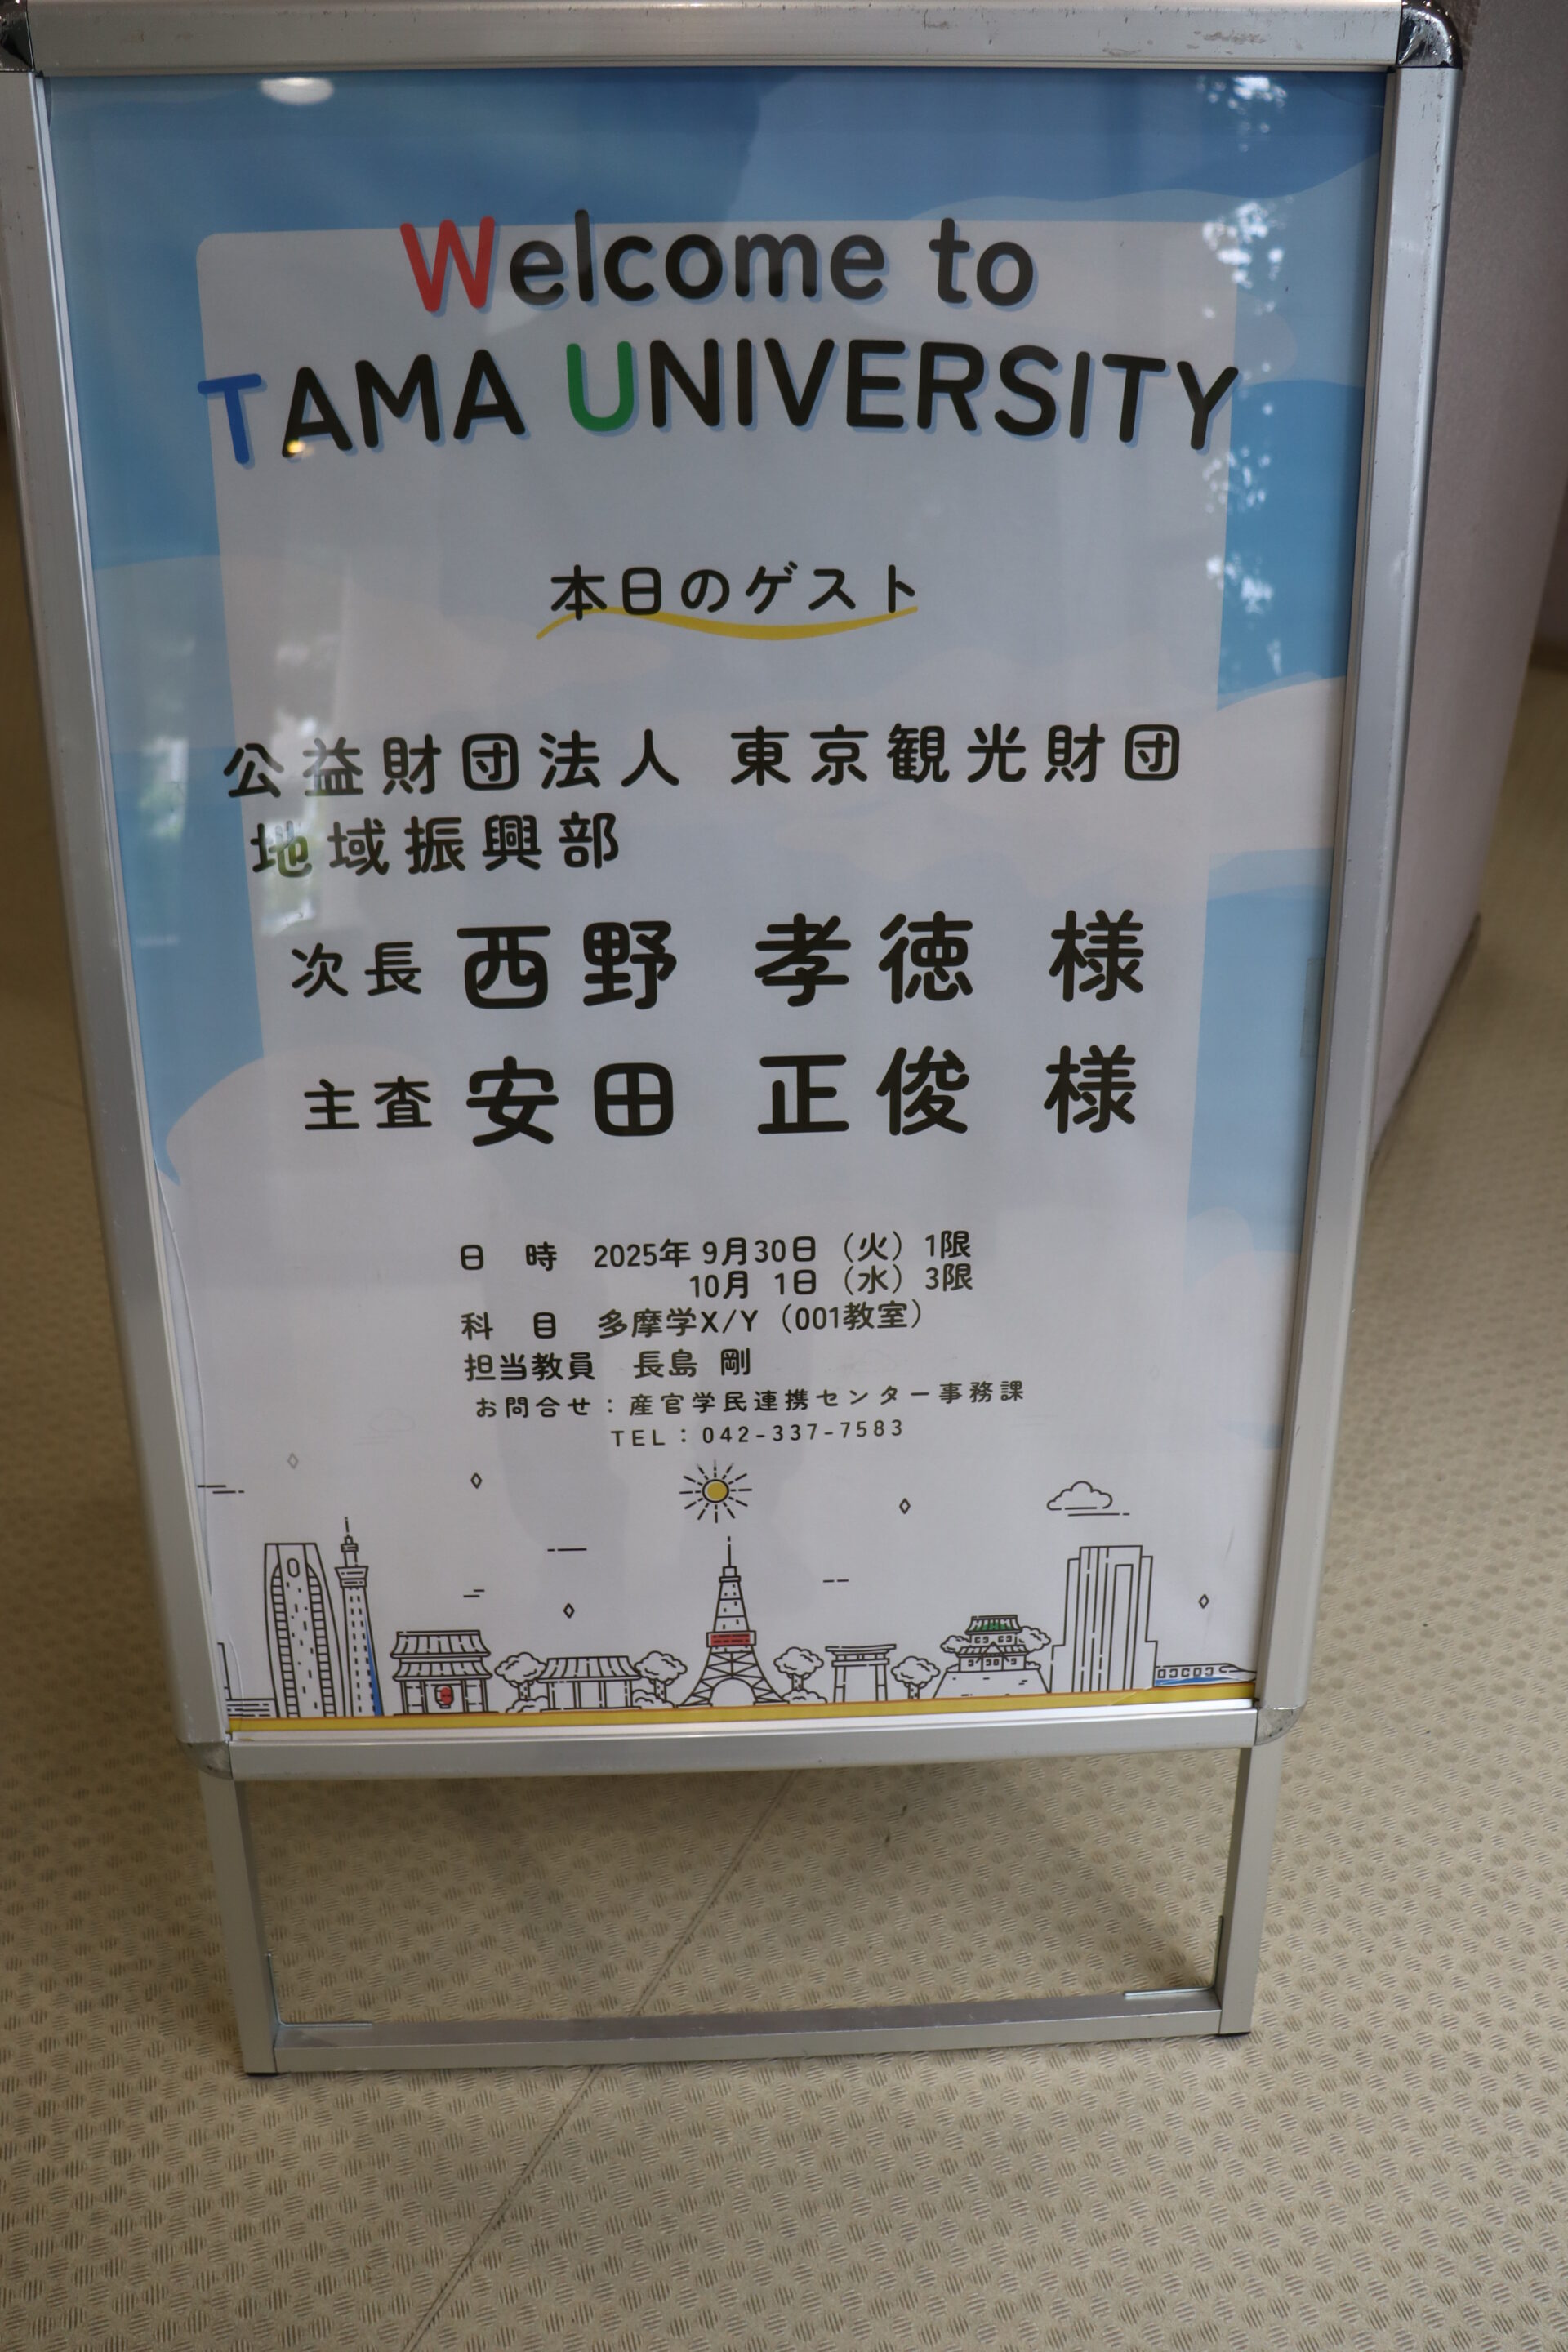 Welcome to
TAMA UNIVERSITY
本日のゲスト
公益財団法人 東京観光財団
地域振興部
次長 西野 孝徳 様
主査 安田 正俊 様
日 時 2025年 9月30日（火）1限
10月 1日（水）3限
科 目 多摩学X/Y（001教室）
担当教員 長島 剛
お問合せ：産官学民連携センター事務課
TEL：042-337-7583